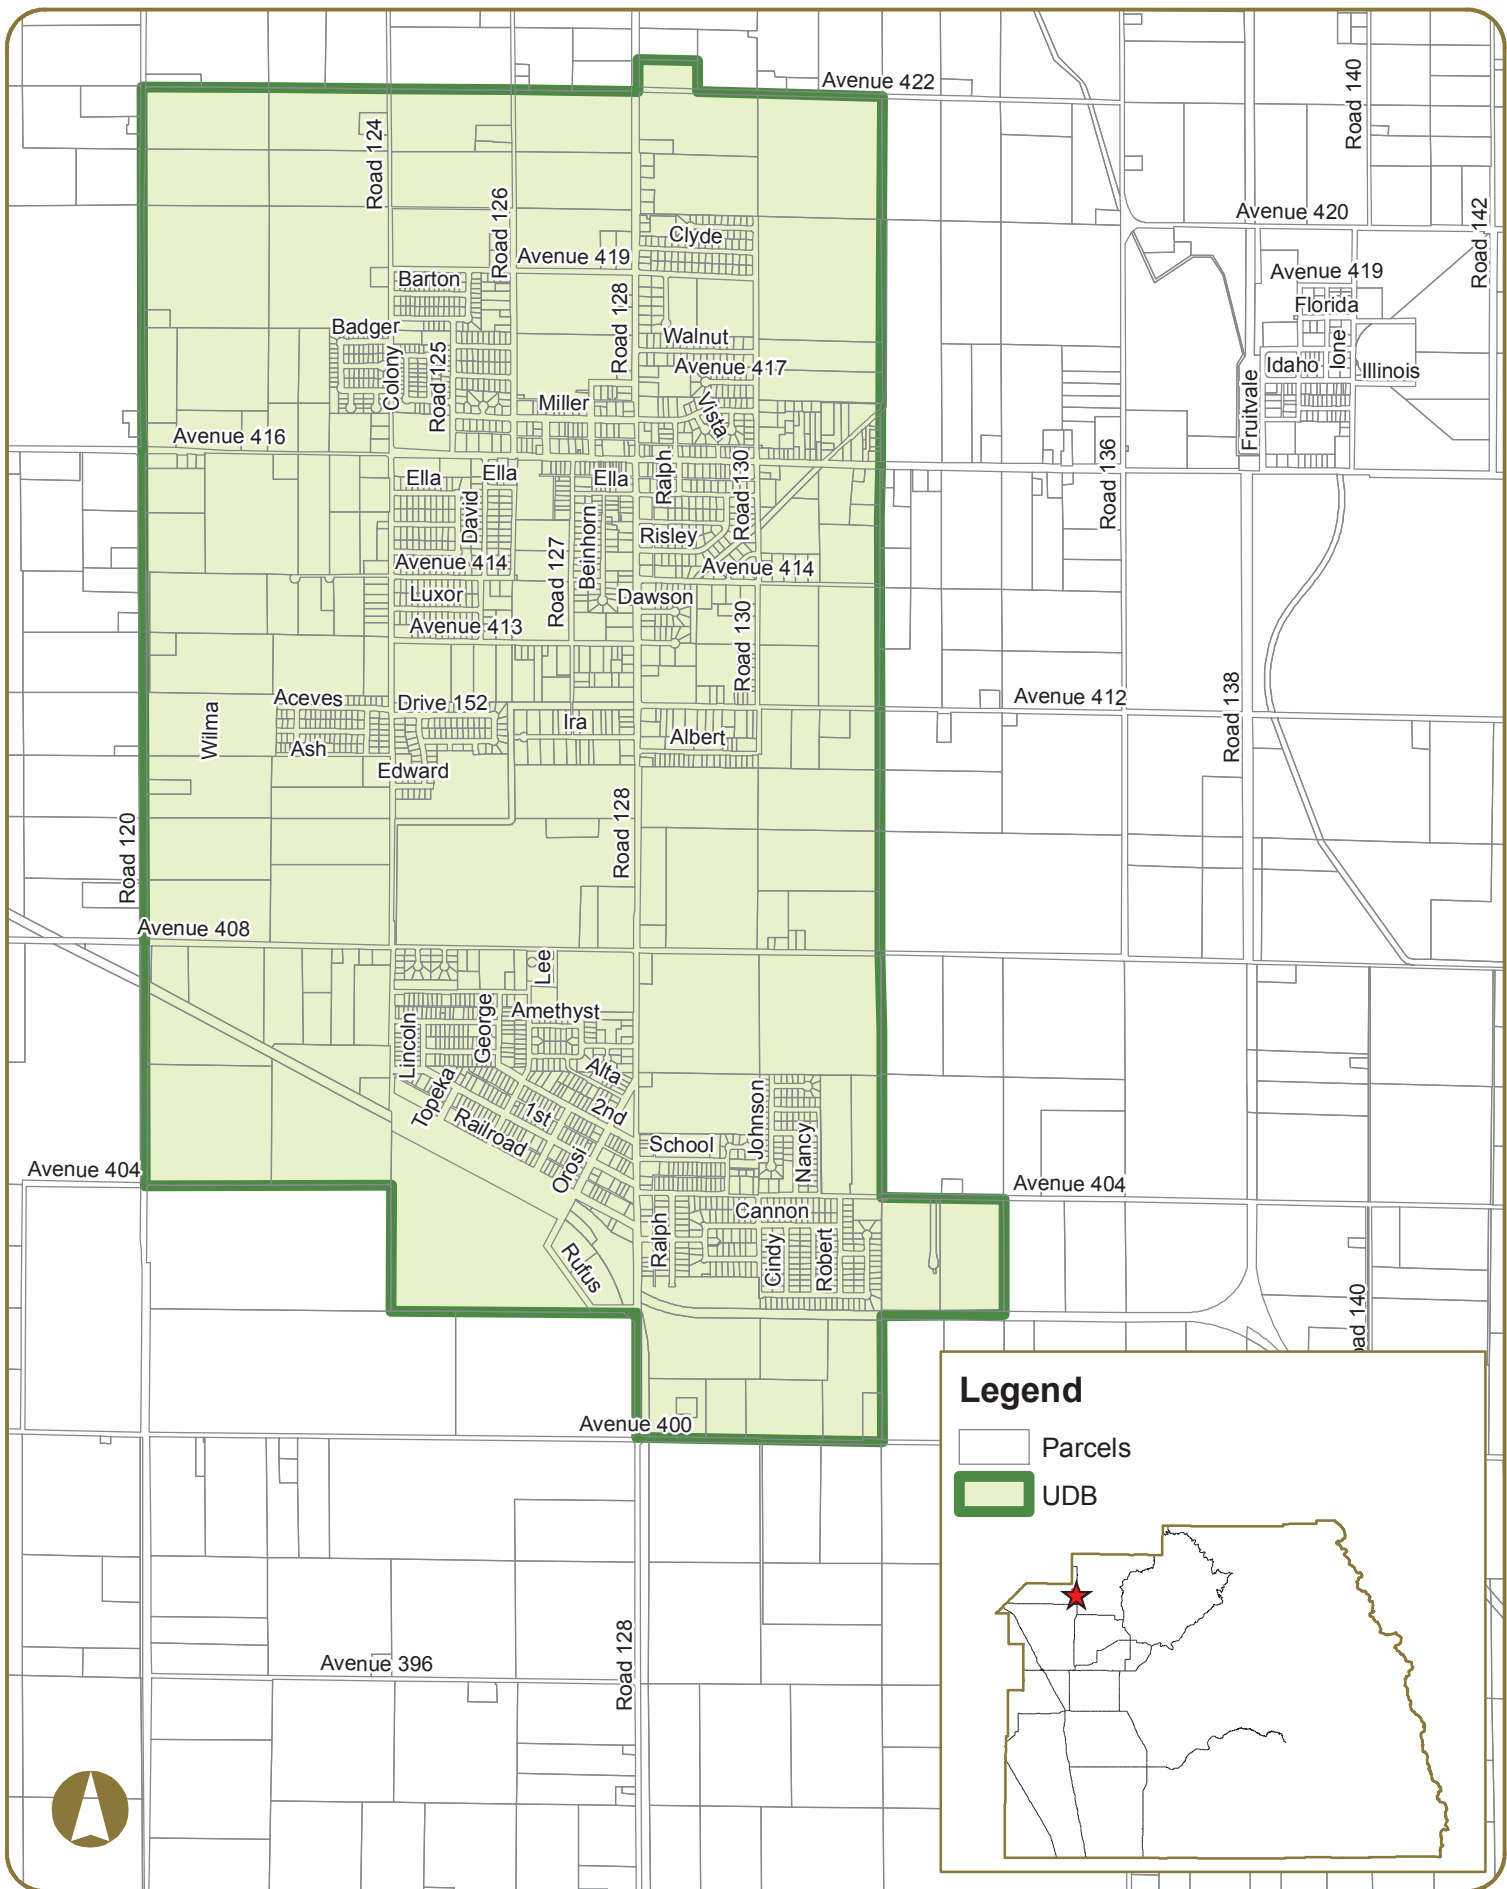 Avenue 422
Road 140
Road 124
Road 126
Road 142
Avenue 420
Clyde
Avenue 419
Avenue 419
Barton
Road 128
Florida
Badger
Walnut
Ione
Colony
Road 125
Avenue 417
Idaho
Illinois
Fruitvale
Miller
Vista
Avenue 416
Road 136
Ella
Ella
Ella
Ralph
Road 130
David
Beinhorn
Risley
Road 127
Avenue 414
Avenue 414
Luxor
Dawson
Avenue 413
Road 130
Road 138
Aceves
Drive 152
Avenue 412
Wilma
Ira
Albert
Ash
Edward
Road 128
Road 120
Avenue 408
Lee
George
Amethyst
Lincoln
Alta
Topeka
1st
2nd
Johnson
Railroad
School
Nancy
Orosi
Avenue 404
Avenue 404
Cannon
Ralph
Cindy
Robert
Rufus
oad 140
Avenue 400
Legend
Parcels
UDB
Road 128
Avenue 396